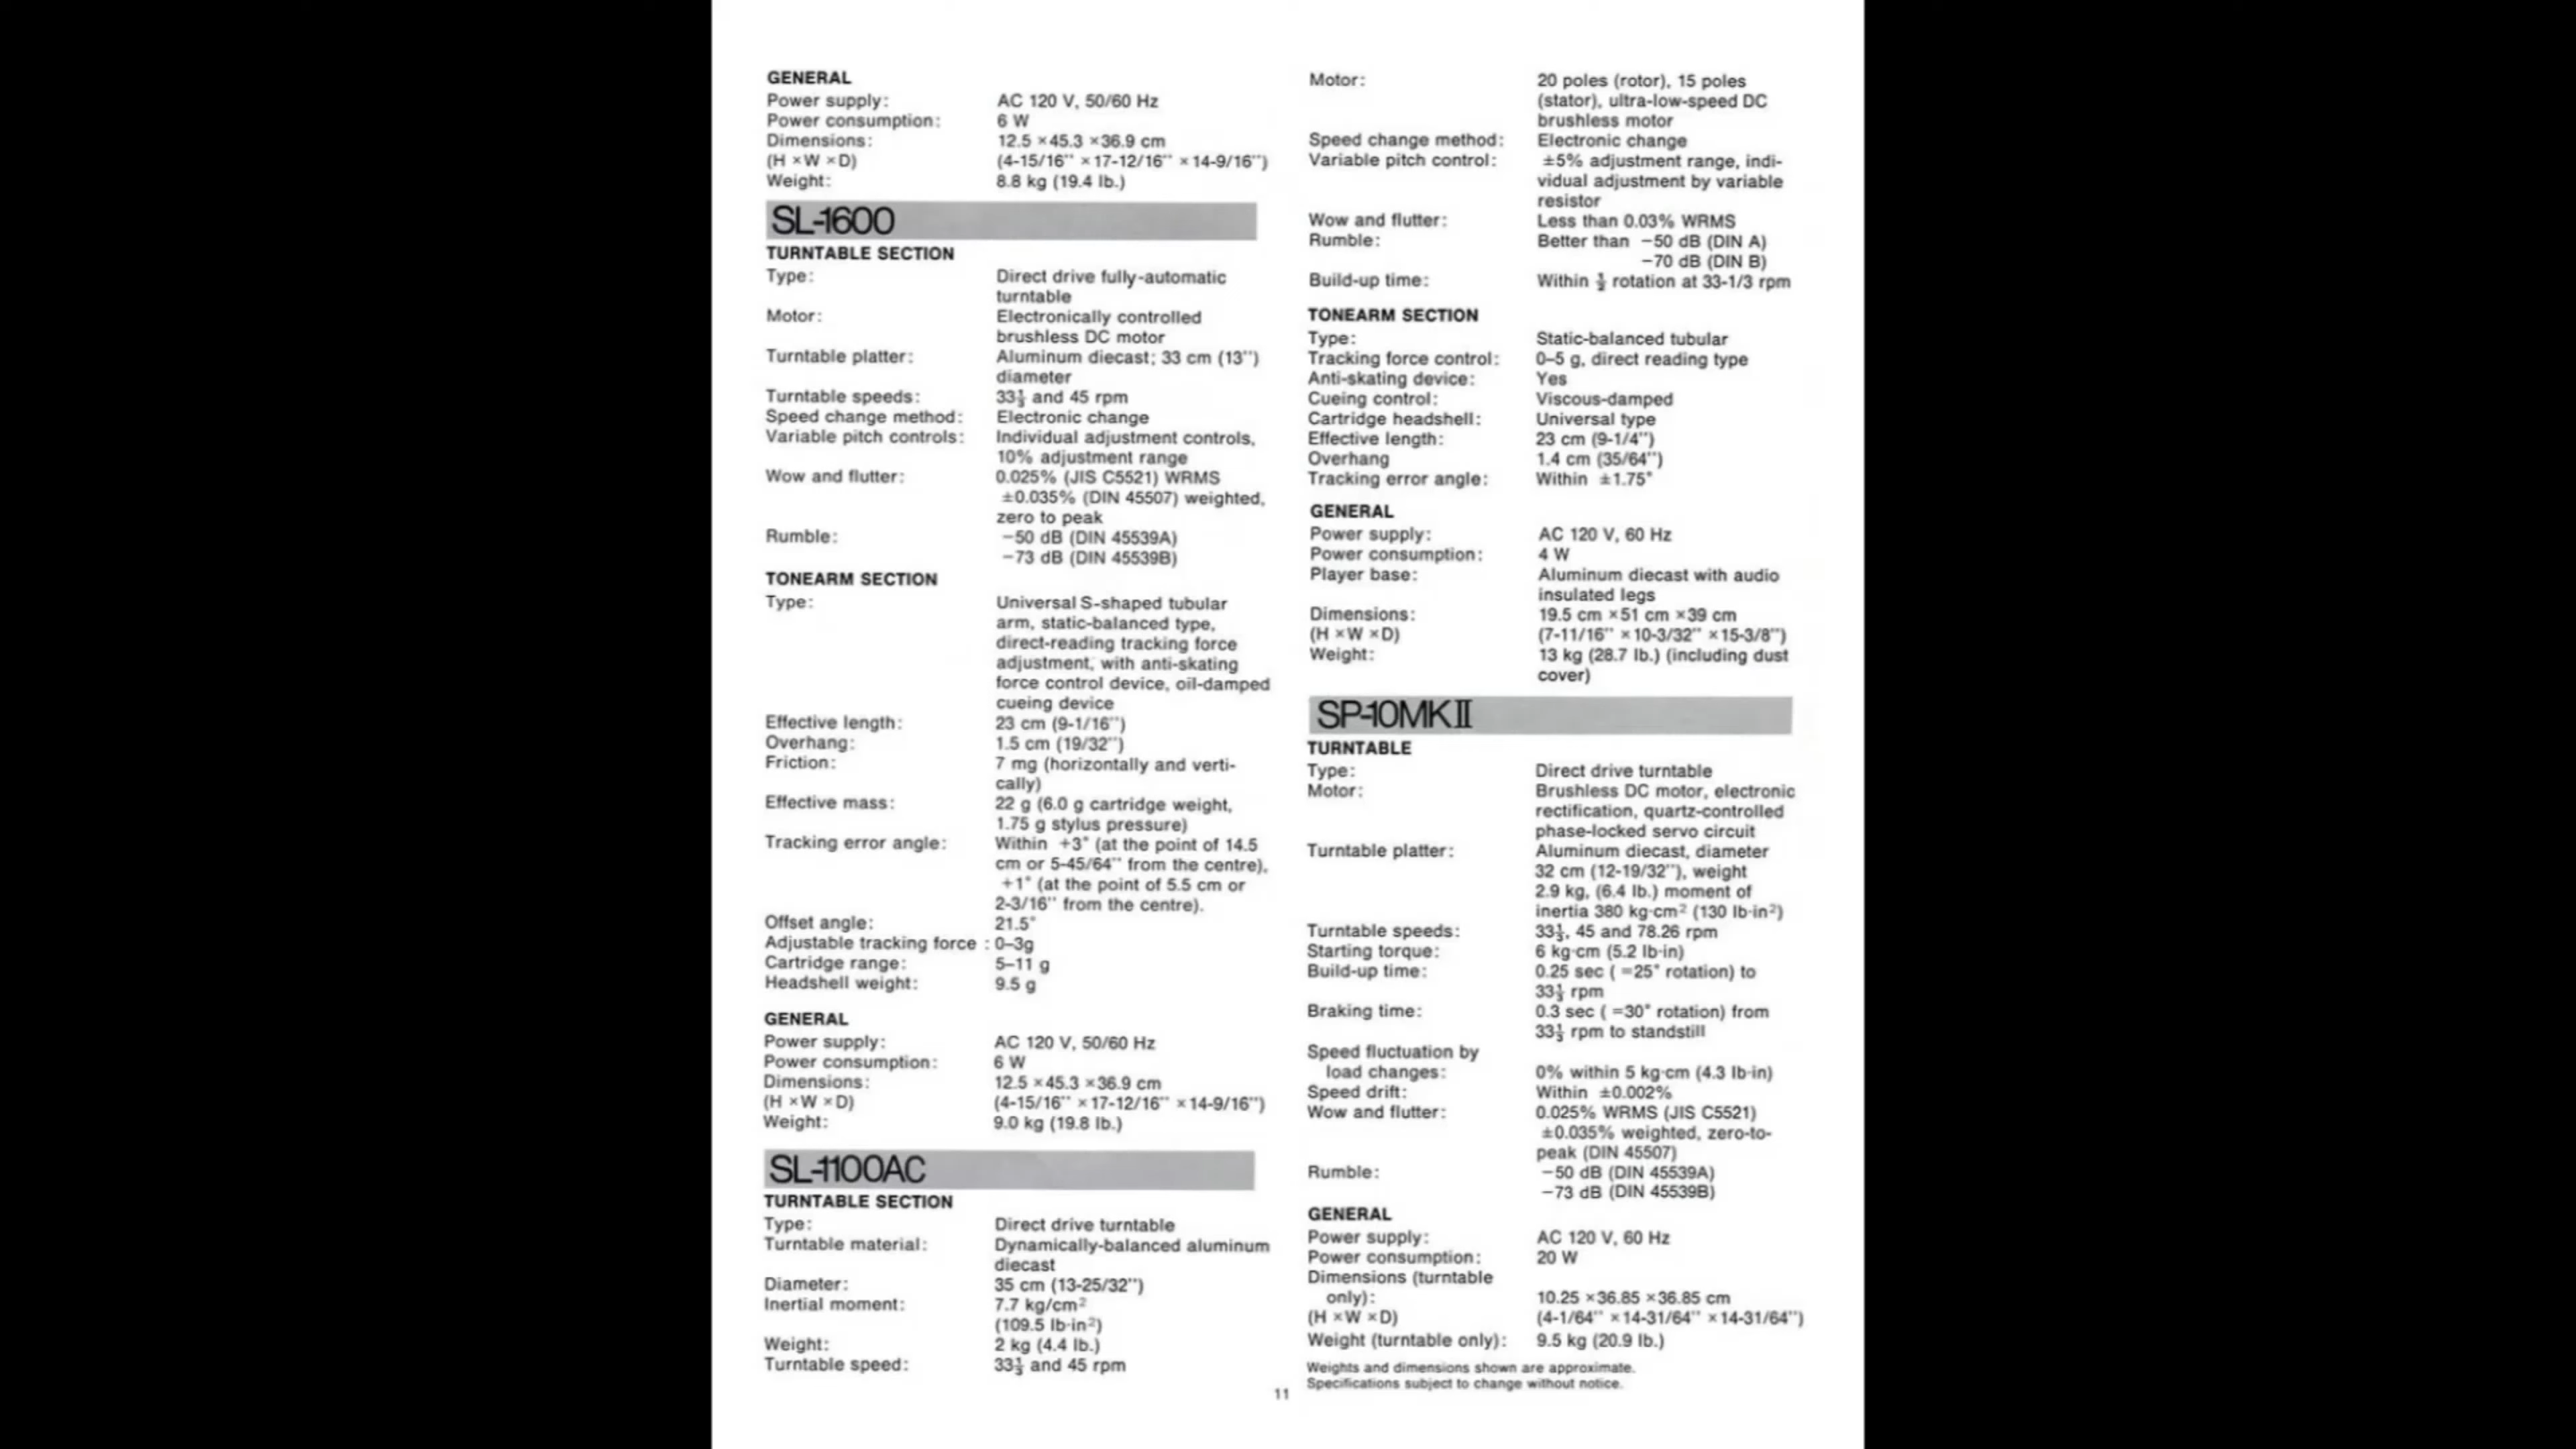 GENERAL
Power supply: AC 120 V, 50/60 Hz
Power consumption: 6 W
Dimensions: 12.5 ×45.3 ×36.9 cm
(H ×W ×D) (4-15/16" ×17-12/16" ×14-9/16")
Weight: 8.8 kg (19.4 lb.)
SL-1600
TURNTABLE SECTION
Type: Direct drive fully-automatic
turntable
Motor: Electronically controlled
brushless DC motor
Turntable platter: Aluminum diecast; 33 cm (13")
diameter
Turntable speeds: 33⅓ and 45 rpm
Speed change method: Electronic change
Variable pitch controls: Individual adjustment controls,
10% adjustment range
Wow and flutter: 0.025% (JIS C5521) WRMS
±0.035% (DIN 45507) weighted,
zero to peak
Rumble: −50 dB (DIN 45539A)
−73 dB (DIN 45539B)
TONEARM SECTION
Type: Universal S-shaped tubular
arm, static-balanced type,
direct-reading tracking force
adjustment, with anti-skating
force control device, oil-damped
cueing device
Effective length: 23 cm (9-1/16")
Overhang: 1.5 cm (19/32")
Friction: 7 mg (horizontally and verti-
cally)
Effective mass: 22 g (6.0 g cartridge weight,
1.75 g stylus pressure)
Tracking error angle: Within +3° (at the point of 14.5
cm or 5-45/64" from the centre),
+1° (at the point of 5.5 cm or
2-3/16" from the centre).
Offset angle: 21.5°
Adjustable tracking force : 0–3g
Cartridge range: 5–11 g
Headshell weight: 9.5 g
GENERAL
Power supply: AC 120 V, 50/60 Hz
Power consumption: 6 W
Dimensions: 12.5 ×45.3 ×36.9 cm
(H ×W ×D) (4-15/16" ×17-12/16" ×14-9/16")
Weight: 9.0 kg (19.8 lb.)
SL-1100AC
TURNTABLE SECTION
Type: Direct drive turntable
Turntable material: Dynamically-balanced aluminum
diecast
Diameter: 35 cm (13-25/32")
Inertial moment: 7.7 kg/cm²
(109.5 lb·in²)
Weight: 2 kg (4.4 lb.)
Turntable speed: 33⅓ and 45 rpm
Motor: 20 poles (rotor), 15 poles
(stator), ultra-low-speed DC
brushless motor
Speed change method: Electronic change
Variable pitch control: ±5% adjustment range, indi-
vidual adjustment by variable
resistor
Wow and flutter: Less than 0.03% WRMS
Rumble: Better than −50 dB (DIN A)
−70 dB (DIN B)
Build-up time: Within ½ rotation at 33-1/3 rpm
TONEARM SECTION
Type: Static-balanced tubular
Tracking force control: 0–5 g, direct reading type
Anti-skating device: Yes
Cueing control: Viscous-damped
Cartridge headshell: Universal type
Effective length: 23 cm (9-1/4")
Overhang 1.4 cm (35/64")
Tracking error angle: Within ±1.75°
GENERAL
Power supply: AC 120 V, 60 Hz
Power consumption: 4 W
Player base: Aluminum diecast with audio
insulated legs
Dimensions: 19.5 cm ×51 cm ×39 cm
(H ×W ×D) (7-11/16" ×10-3/32" ×15-3/8")
Weight: 13 kg (28.7 lb.) (including dust
cover)
SP-10MKII
TURNTABLE
Type: Direct drive turntable
Motor: Brushless DC motor, electronic
rectification, quartz-controlled
phase-locked servo circuit
Turntable platter: Aluminum diecast, diameter
32 cm (12-19/32"), weight
2.9 kg, (6.4 lb.) moment of
inertia 380 kg·cm² (130 lb·in²)
Turntable speeds: 33⅓, 45 and 78.26 rpm
Starting torque: 6 kg·cm (5.2 lb·in)
Build-up time: 0.25 sec ( =25° rotation) to
33⅓ rpm
Braking time: 0.3 sec ( =30° rotation) from
33⅓ rpm to standstill
Speed fluctuation by
load changes: 0% within 5 kg·cm (4.3 lb·in)
Speed drift: Within ±0.002%
Wow and flutter: 0.025% WRMS (JIS C5521)
±0.035% weighted, zero-to-
peak (DIN 45507)
Rumble: −50 dB (DIN 45539A)
−73 dB (DIN 45539B)
GENERAL
Power supply: AC 120 V, 60 Hz
Power consumption: 20 W
Dimensions (turntable
only): 10.25 ×36.85 ×36.85 cm
(H ×W ×D) (4-1/64" ×14-31/64" ×14-31/64")
Weight (turntable only): 9.5 kg (20.9 lb.)
Weights and dimensions shown are approximate.
Specifications subject to change without notice.
11